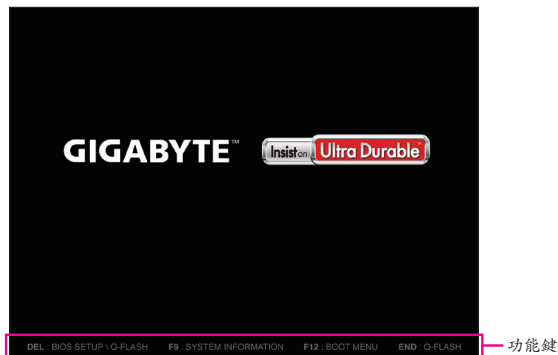 GIGABYTE™ Insist on Ultra Durable™
DEL : BIOS SETUP \ Q-FLASH F9 : SYSTEM INFORMATION F12 : BOOT MENU END : Q-FLASH
功能鍵